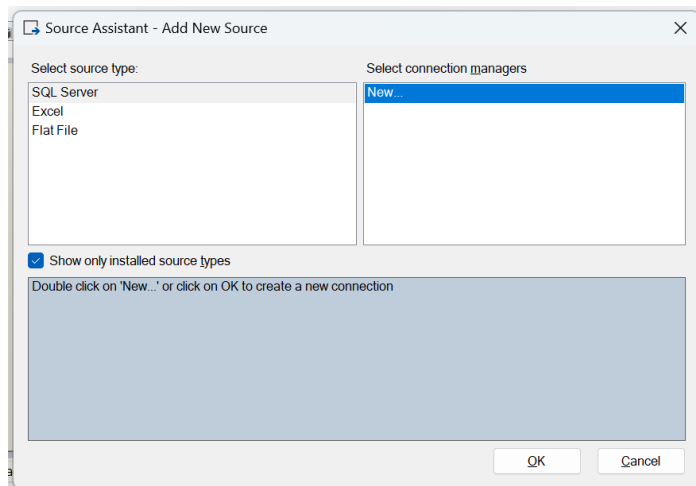 Source Assistant - Add New Source
Select source type:
SQL Server
Excel
Flat File
Select connection managers
New...
Show only installed source types
Double click on 'New...' or click on OK to create a new connection
OK
Cancel